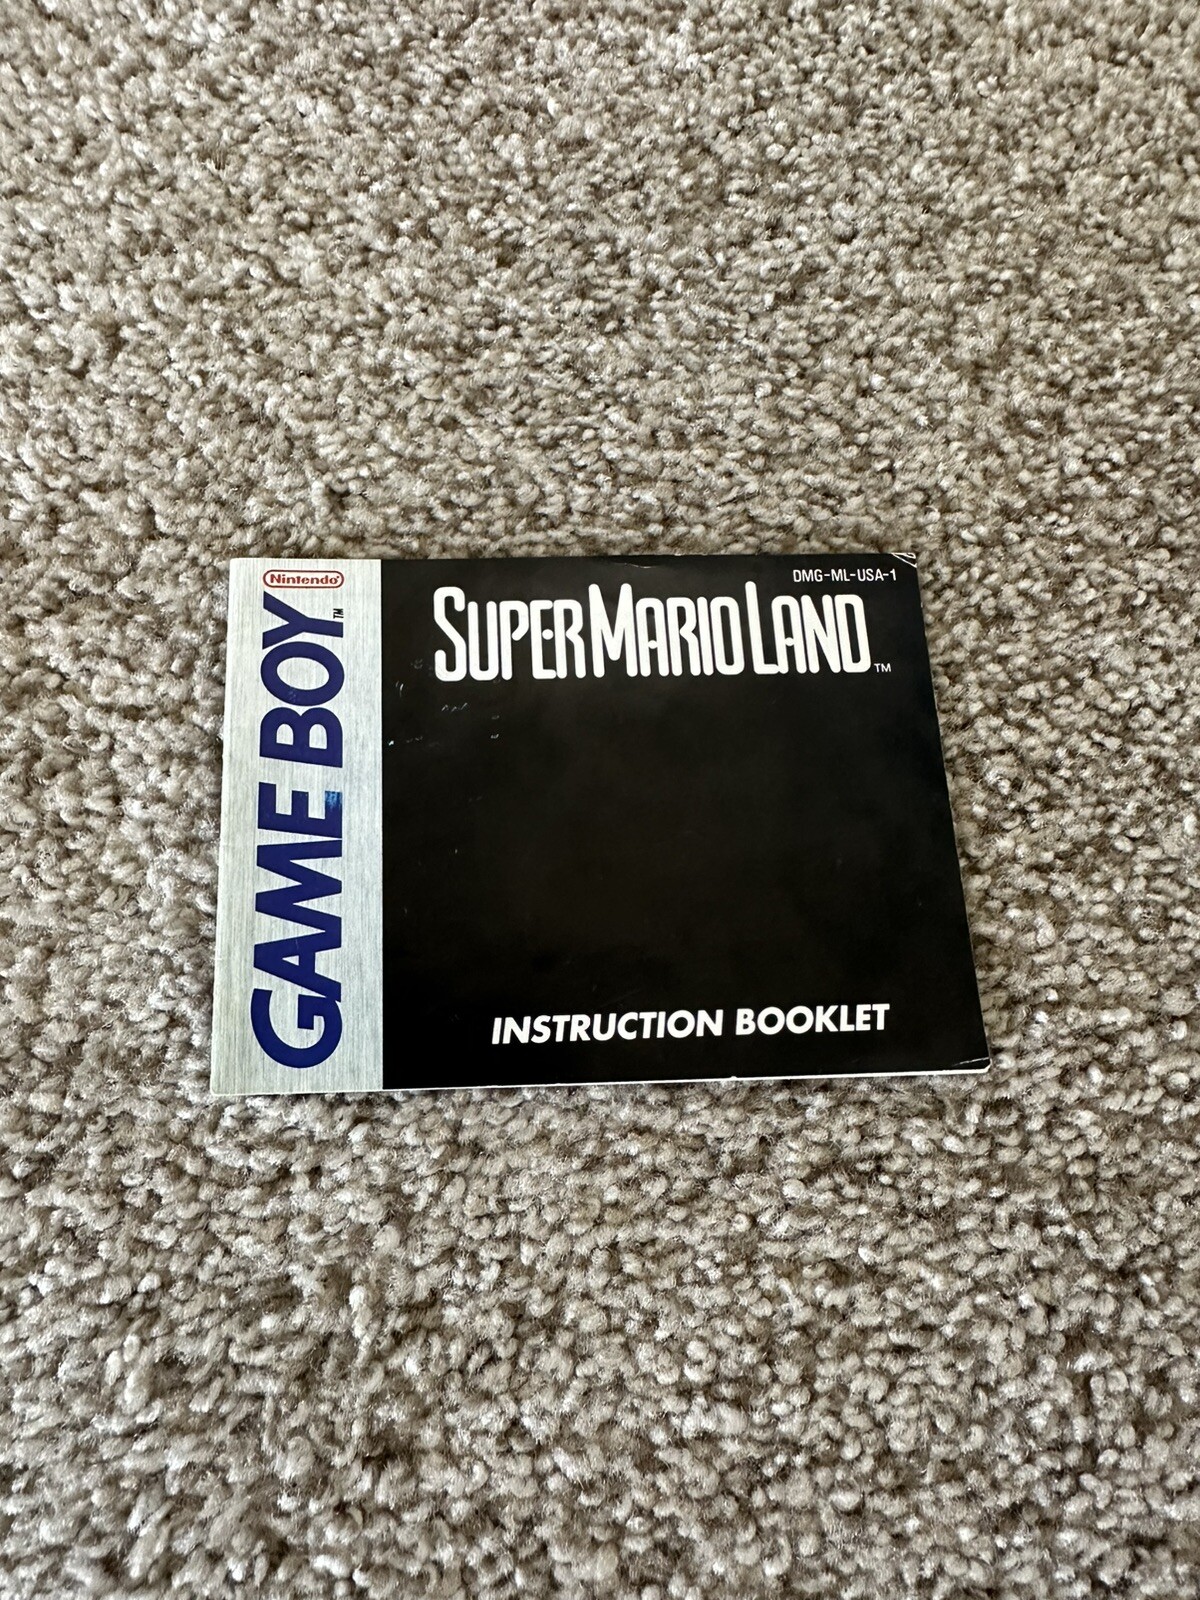 Nintendo®
GAME BOY™
DMG-ML-USA-1
SUPER MARIO LAND™
INSTRUCTION BOOKLET